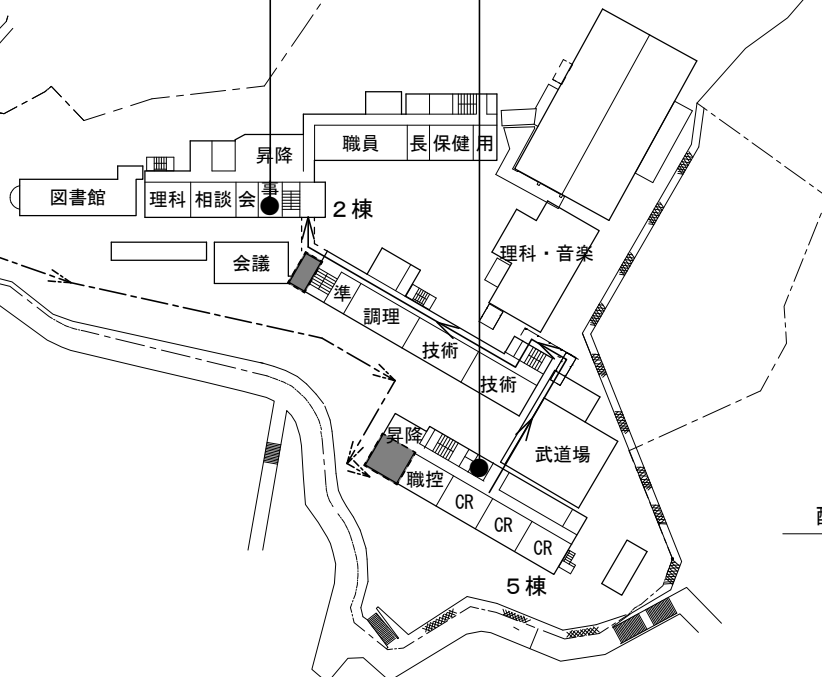 職員
長
保健
用
昇降
図書館
理科
相談
会
事
2棟
会議
理科・音楽
準
調理
技術
技術
昇降
武道場
職控
CR
CR
CR
5棟